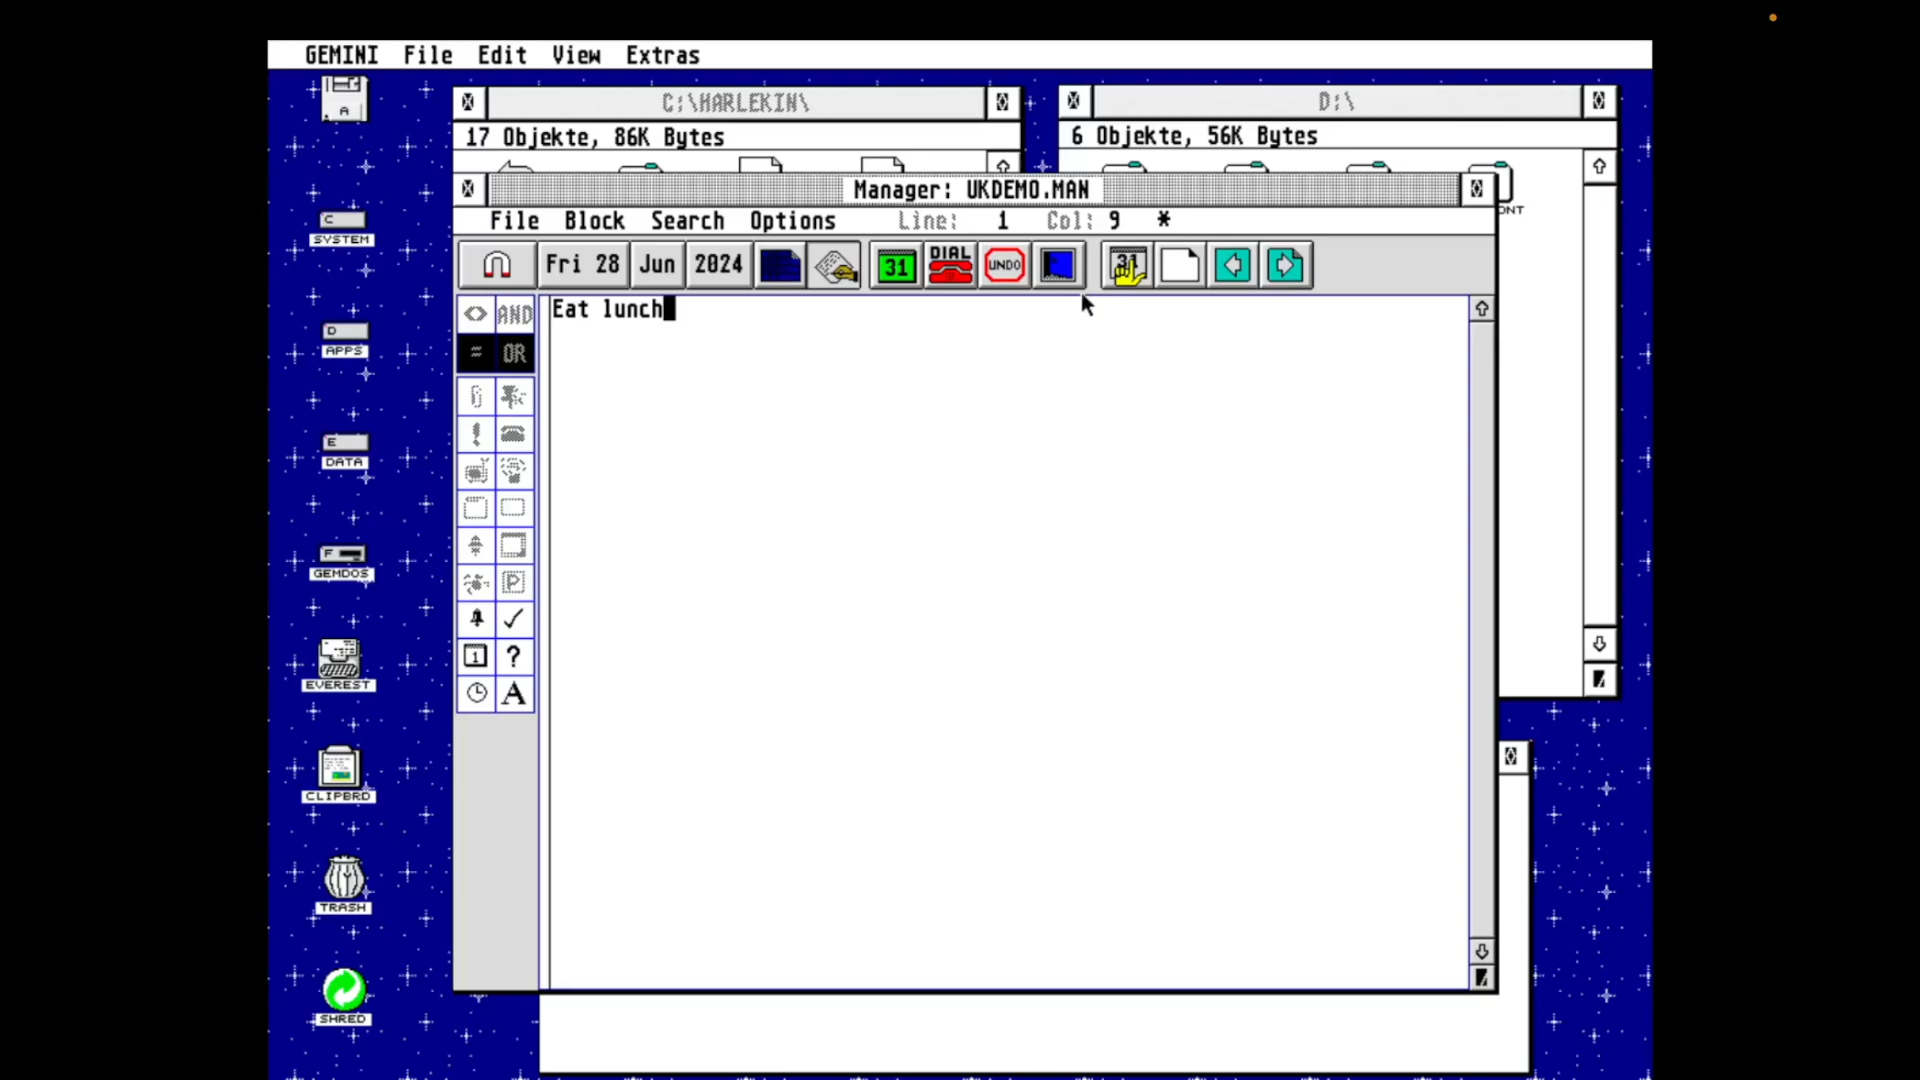 GEMINI File Edit View Extras
A
C:\HARLEKIN\
D:\
17 Objekte, 86K Bytes
6 Objekte, 56K Bytes
Manager: UKDEMO.MAN
File Block Search Options Line: 1 Col: 9 *
Fri 28 Jun 2024 31 DIAL UNDO 31
Eat lunch
<> AND
= OR
P
1 ?
A
C
SYSTEM
D
APPS
E
DATA
F
GEMDOS
EVEREST
CLIPBRD
TRASH
SHRED